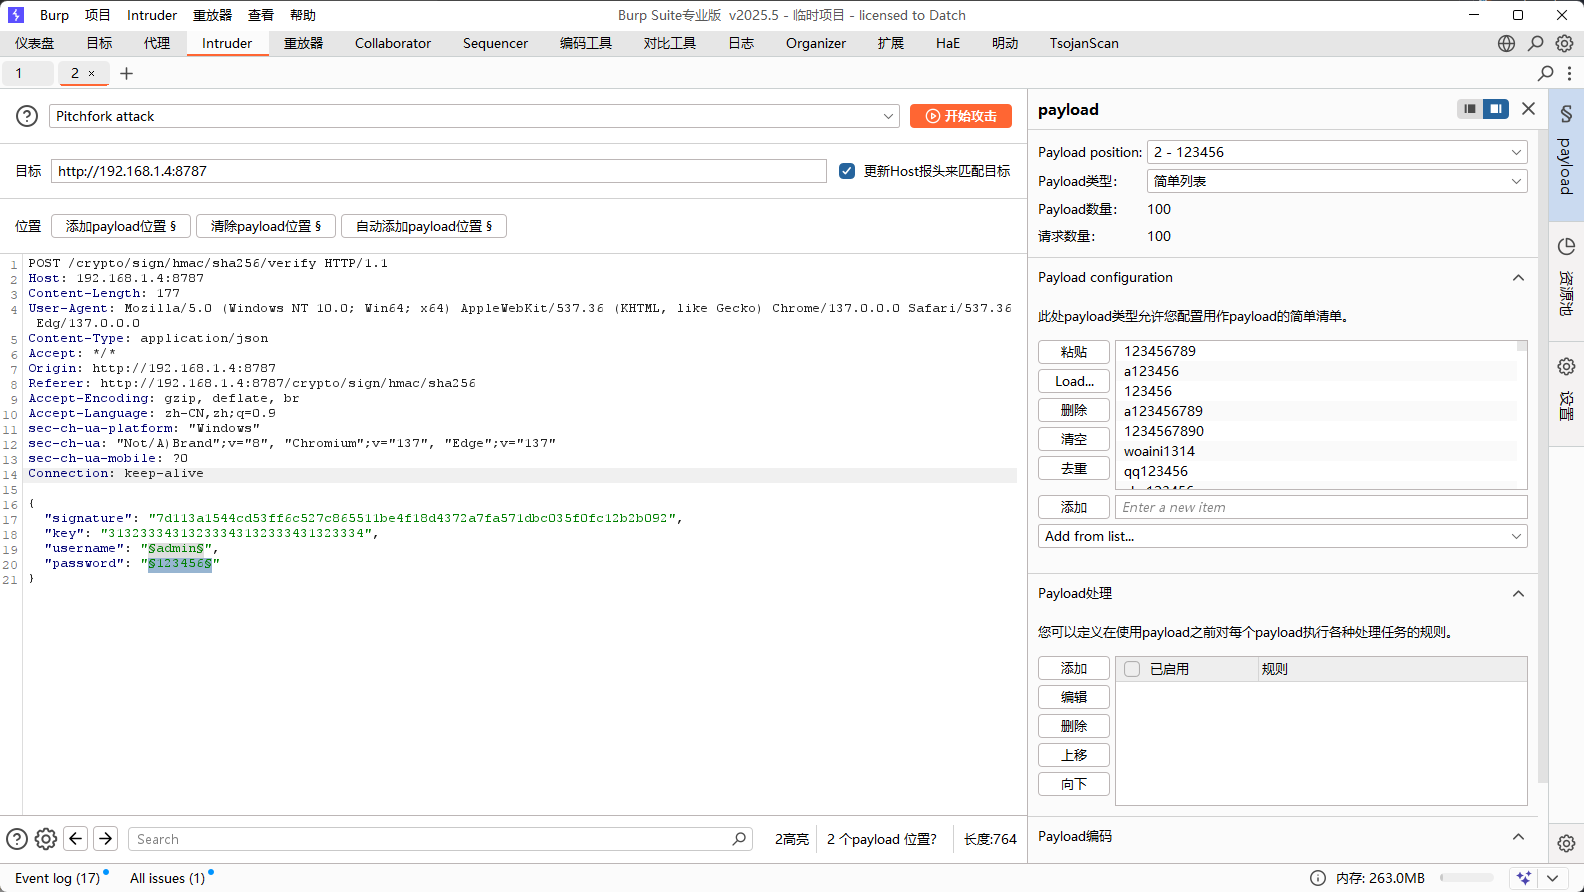 Burp 项目 Intruder 重放器 查看 帮助 Burp Suite专业版 v2025.5 - 临时项目 - licensed to Datch
仪表盘 目标 代理 Intruder 重放器 Collaborator Sequencer 编码工具 对比工具 日志 Organizer 扩展 HaE 明动 TsojanScan
1 2 × +
Pitchfork attack 开始攻击
目标 http://192.168.1.4:8787 更新Host报头来匹配目标
位置 添加payload位置 § 清除payload位置 § 自动添加payload位置 §
1 POST /crypto/sign/hmac/sha256/verify HTTP/1.1
2 Host: 192.168.1.4:8787
3 Content-Length: 177
4 User-Agent: Mozilla/5.0 (Windows NT 10.0; Win64; x64) AppleWebKit/537.36 (KHTML, like Gecko) Chrome/137.0.0.0 Safari/537.36
Edg/137.0.0.0
5 Content-Type: application/json
6 Accept: */*
7 Origin: http://192.168.1.4:8787
8 Referer: http://192.168.1.4:8787/crypto/sign/hmac/sha256
9 Accept-Encoding: gzip, deflate, br
10 Accept-Language: zh-CN,zh;q=0.9
11 sec-ch-ua-platform: "Windows"
12 sec-ch-ua: "Not/A)Brand";v="8", "Chromium";v="137", "Edge";v="137"
13 sec-ch-ua-mobile: ?0
14 Connection: keep-alive
15
16 {
17 "signature": "7d113a1544cd53ff6c527c865511be4f18d4372a7fa571dbc035f0fc12b2b092",
18 "key": "31323334313233343132333431323334",
19 "username": "§admin§",
20 "password": "§123456§"
21 }
Search 2高亮 2 个payload 位置? 长度:764
Event log (17) All issues (1) 内存: 263.0MB
payload
Payload position: 2 - 123456
Payload类型: 简单列表
Payload数量: 100
请求数量: 100
Payload configuration
此处payload类型允许您配置用作payload的简单清单。
粘贴
Load...
删除
清空
去重
123456789
a123456
123456
a123456789
1234567890
woaini1314
qq123456
添加 Enter a new item
Add from list...
Payload处理
您可以定义在使用payload之前对每个payload执行各种处理任务的规则。
添加 已启用 规则
编辑
删除
上移
向下
Payload编码
§ payload
资源池
设置